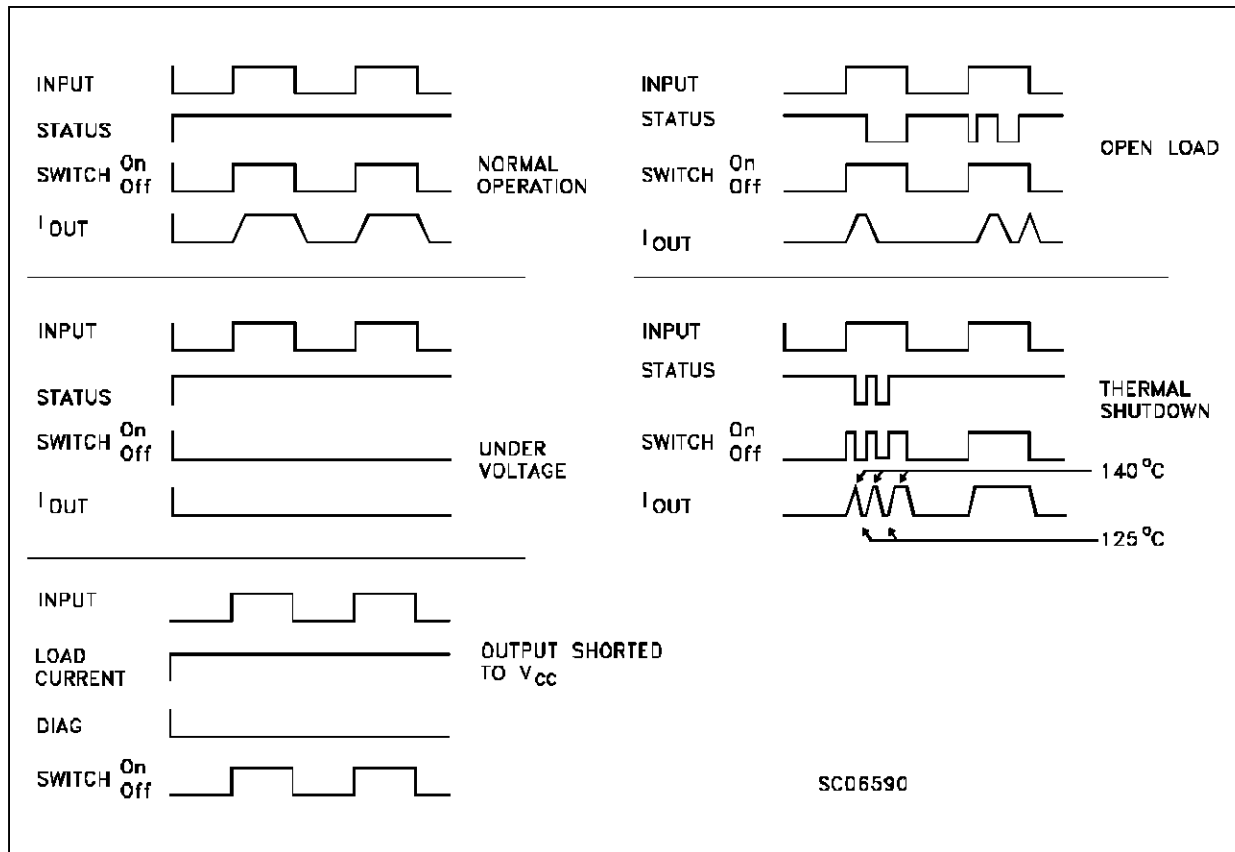 INPUT
STATUS
SWITCH On
Off
I OUT
NORMAL
OPERATION
INPUT
STATUS
SWITCH On
Off
I OUT
OPEN LOAD
INPUT
STATUS
SWITCH On
Off
I OUT
UNDER
VOLTAGE
INPUT
STATUS
SWITCH On
Off
I OUT
THERMAL
SHUTDOWN
140 °C
125 °C
INPUT
LOAD
CURRENT
DIAG
SWITCH On
Off
OUTPUT SHORTED
TO VCC
SC06590